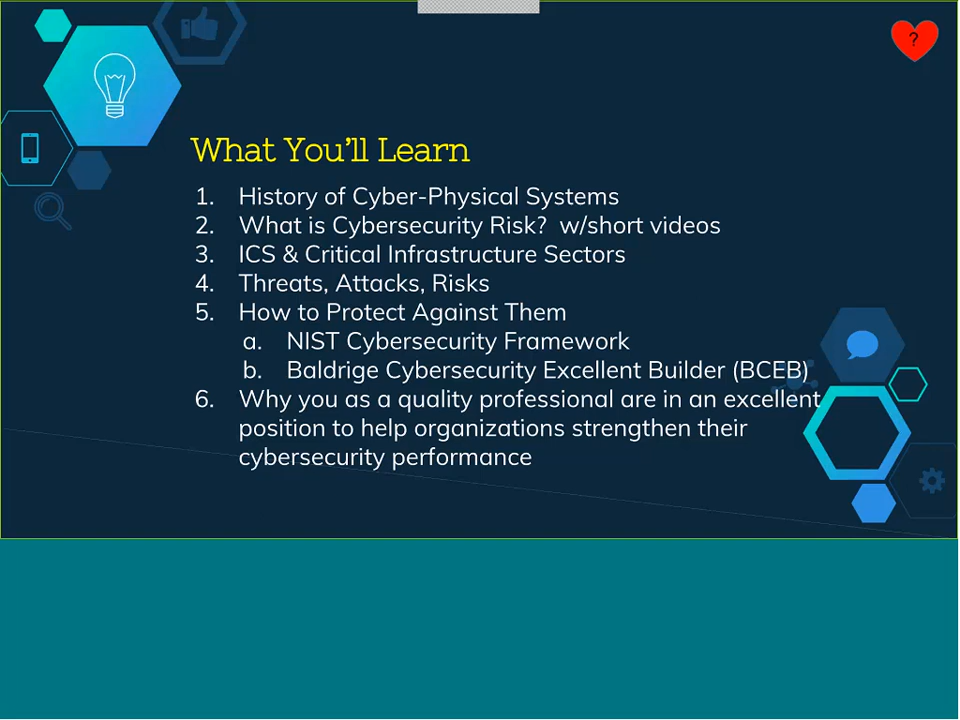 ?
What You'll Learn
1. History of Cyber-Physical Systems
2. What is Cybersecurity Risk? w/short videos
3. ICS & Critical Infrastructure Sectors
4. Threats, Attacks, Risks
5. How to Protect Against Them
a. NIST Cybersecurity Framework
b. Baldrige Cybersecurity Excellent Builder (BCEB)
6. Why you as a quality professional are in an excellent
position to help organizations strengthen their
cybersecurity performance